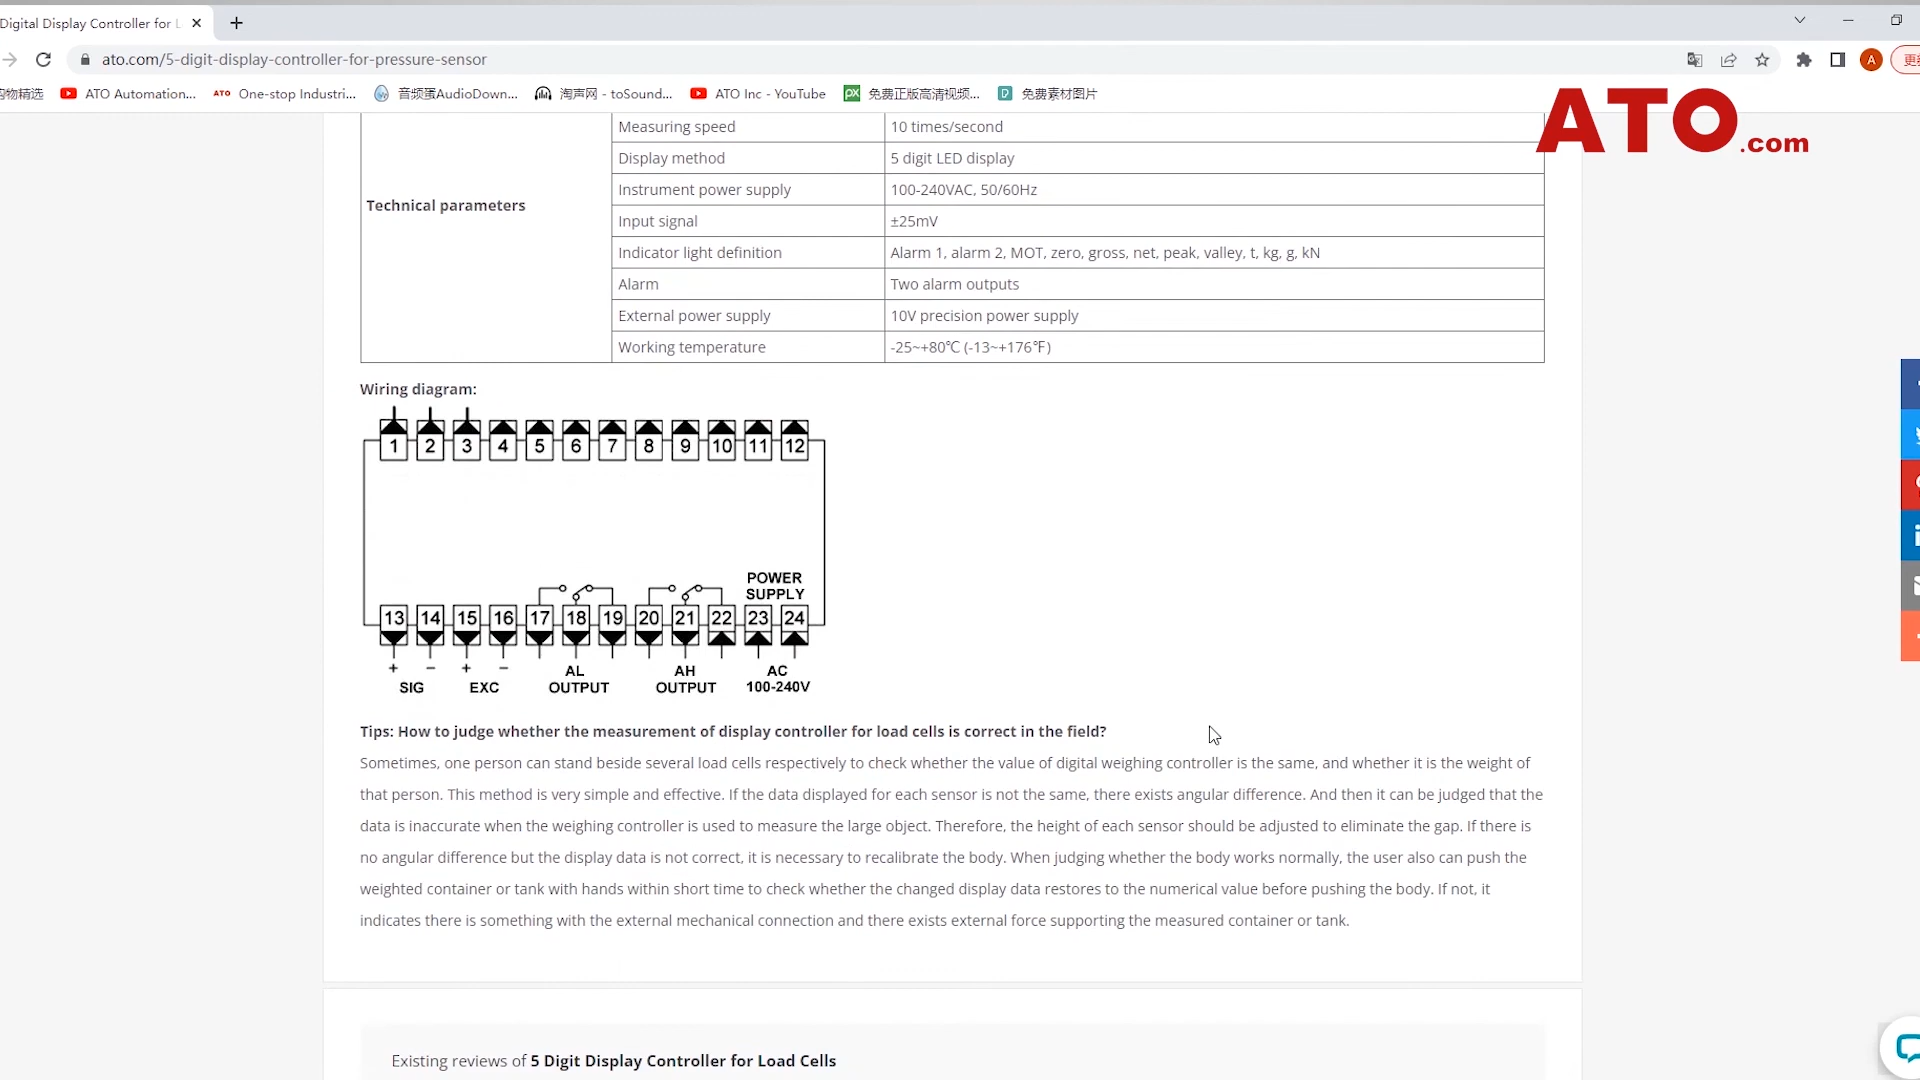 Digital Display Controller for L
ato.com/5-digit-display-controller-for-pressure-sensor
A
购物精选
ATO Automation...
ATO One-stop Industri...
音频蛋AudioDown...
淘声网 - toSound...
ATO Inc - YouTube
PX 免费正版高清视频...
免费素材图片
ATO.com
Technical parameters
Measuring speed 10 times/second
Display method 5 digit LED display
Instrument power supply 100-240VAC, 50/60Hz
Input signal ±25mV
Indicator light definition Alarm 1, alarm 2, MOT, zero, gross, net, peak, valley, t, kg, g, kN
Alarm Two alarm outputs
External power supply 10V precision power supply
Working temperature -25~+80℃ (-13~+176℉)
Wiring diagram:
1 2 3 4 5 6 7 8 9 10 11 12
POWER
SUPPLY
13 14 15 16 17 18 19 20 21 22 23 24
+ − + −
SIG EXC AL OUTPUT AH OUTPUT AC 100-240V
Tips: How to judge whether the measurement of display controller for load cells is correct in the field?
Sometimes, one person can stand beside several load cells respectively to check whether the value of digital weighing controller is the same, and whether it is the weight of
that person. This method is very simple and effective. If the data displayed for each sensor is not the same, there exists angular difference. And then it can be judged that the
data is inaccurate when the weighing controller is used to measure the large object. Therefore, the height of each sensor should be adjusted to eliminate the gap. If there is
no angular difference but the display data is not correct, it is necessary to recalibrate the body. When judging whether the body works normally, the user also can push the
weighted container or tank with hands within short time to check whether the changed display data restores to the numerical value before pushing the body. If not, it
indicates there is something with the external mechanical connection and there exists external force supporting the measured container or tank.
Existing reviews of 5 Digit Display Controller for Load Cells